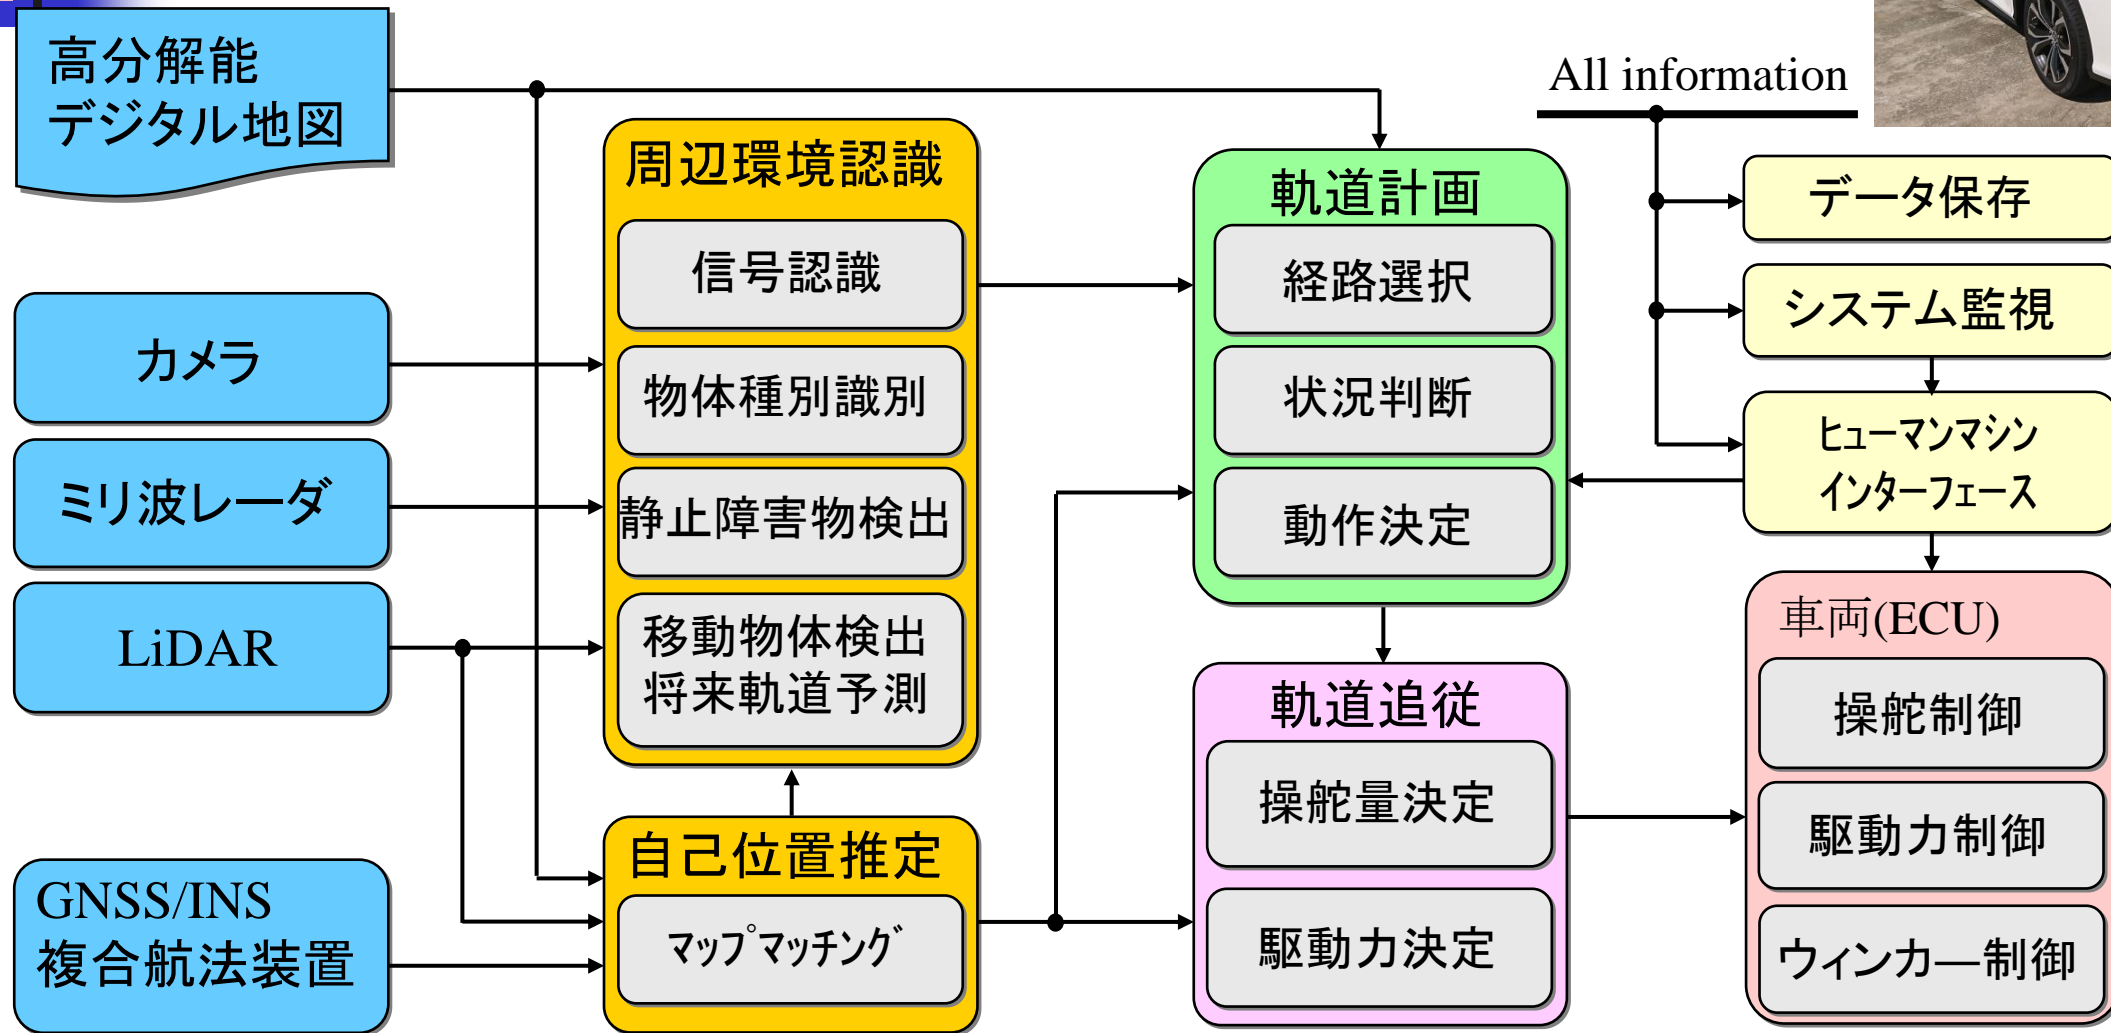 高分解能
デジタル地図
カメラ
ミリ波レーダ
LiDAR
GNSS/INS
複合航法装置
周辺環境認識
信号認識
物体種別識別
静止障害物検出
移動物体検出
将来軌道予測
自己位置推定
マップマッチング
軌道計画
経路選択
状況判断
動作決定
軌道追従
操舵量決定
駆動力決定
All information
データ保存
システム監視
ヒューマンマシン
インターフェース
車両(ECU)
操舵制御
駆動力制御
ウィンカ―制御